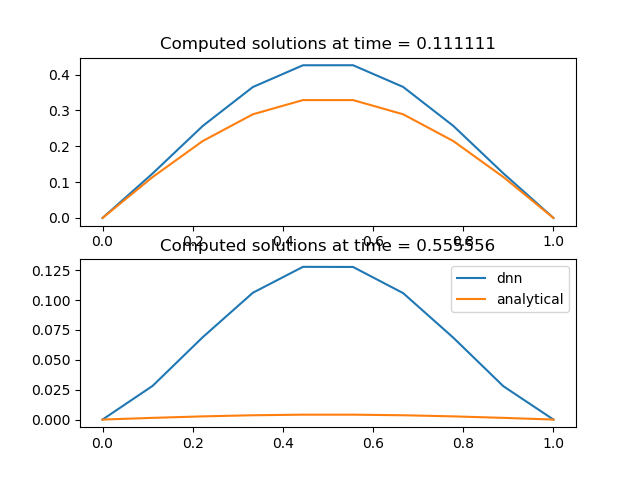 Computed solutions at time = 0.111111
0.4
0.3
0.2
0.1
0.0
0.0 0.2 0.4 0.6 0.8 1.0
Computed solutions at time = 0.555556
0.125
0.100
0.075
0.050
0.025
0.000
dnn
analytical
0.0 0.2 0.4 0.6 0.8 1.0